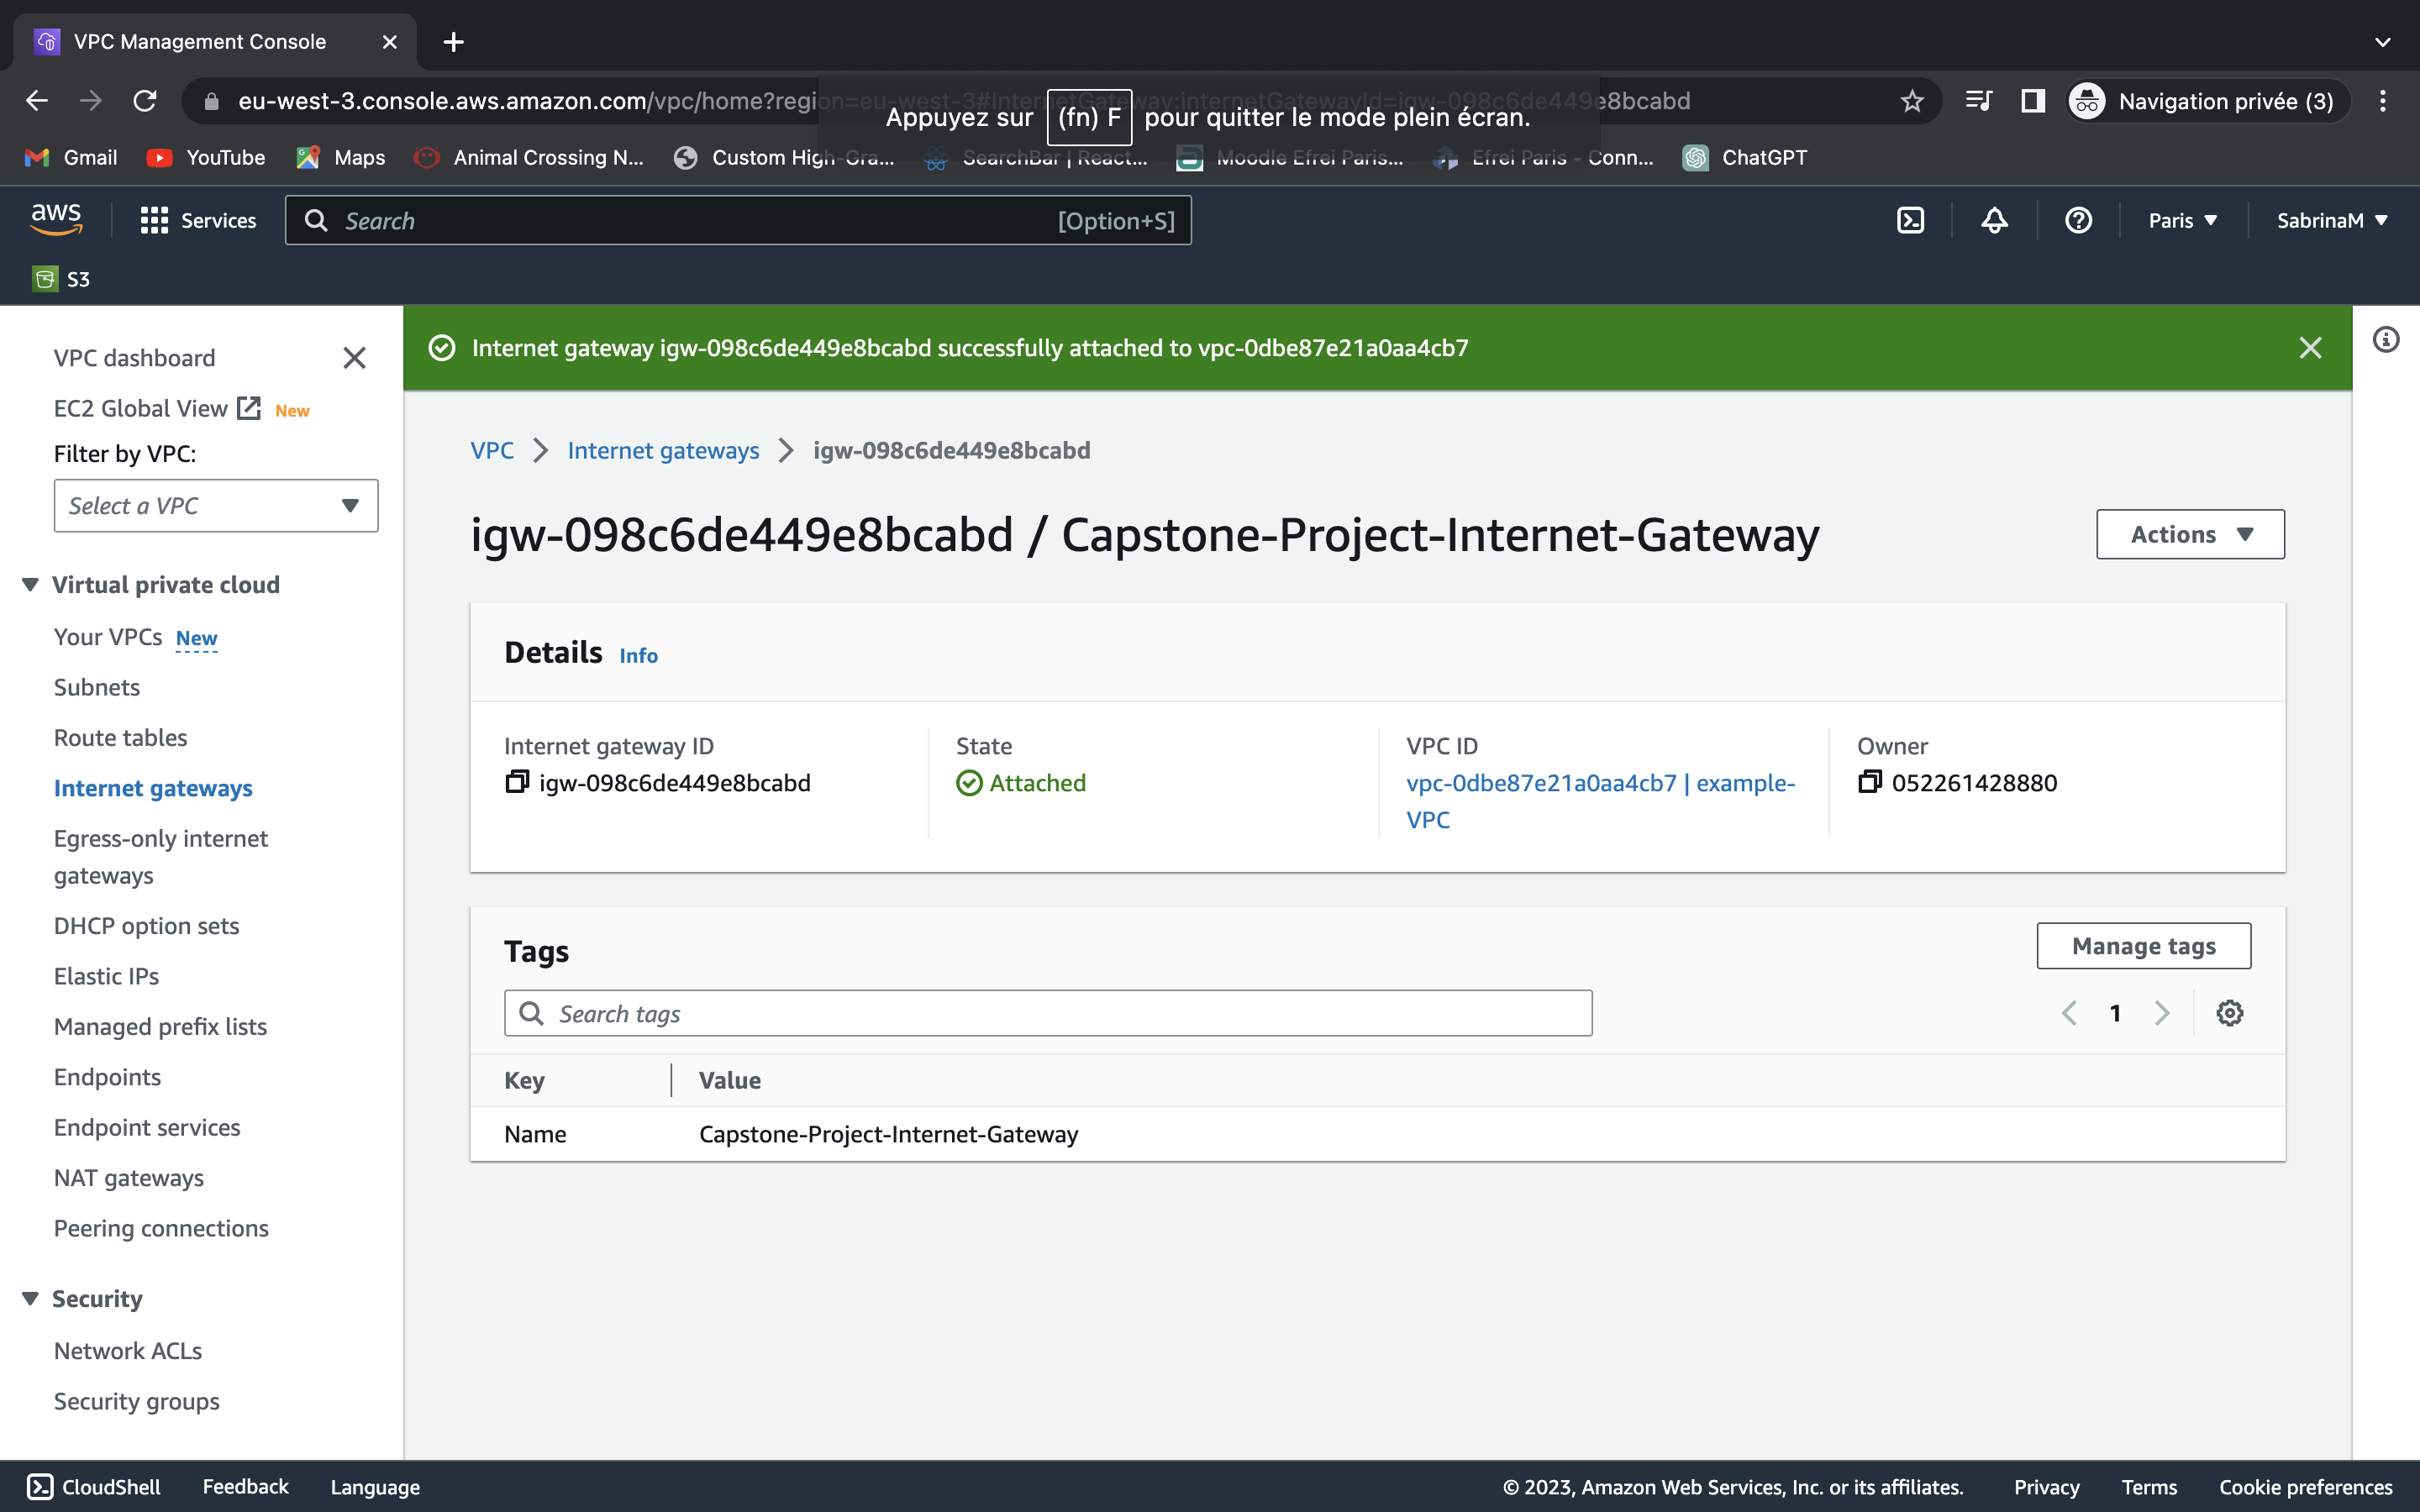 VPC Management Console
eu-west-3.console.aws.amazon.com/vpc/home?region=eu-west-3#InternetGateway:internetGatewayId=igw-098c6de449e8bcabd
Navigation privée (3)
Appuyez sur (fn) F pour quitter le mode plein écran.
Gmail YouTube Maps Animal Crossing N... Custom High-Gra... SearchBar | React... Moodle Efrei Paris... Efrei Paris - Conn... ChatGPT
aws Services Search [Option+S] Paris SabrinaM
S3
VPC dashboard
EC2 Global View New
Filter by VPC:
Select a VPC
Virtual private cloud
Your VPCs New
Subnets
Route tables
Internet gateways
Egress-only internet
gateways
DHCP option sets
Elastic IPs
Managed prefix lists
Endpoints
Endpoint services
NAT gateways
Peering connections
Security
Network ACLs
Security groups
Internet gateway igw-098c6de449e8bcabd successfully attached to vpc-0dbe87e21a0aa4cb7
VPC Internet gateways igw-098c6de449e8bcabd
igw-098c6de449e8bcabd / Capstone-Project-Internet-Gateway
Actions
Details Info
Internet gateway ID
igw-098c6de449e8bcabd
State
Attached
VPC ID
vpc-0dbe87e21a0aa4cb7 | example-
VPC
Owner
052261428880
Tags
Manage tags
Search tags
1
Key Value
Name Capstone-Project-Internet-Gateway
CloudShell Feedback Language © 2023, Amazon Web Services, Inc. or its affiliates. Privacy Terms Cookie preferences